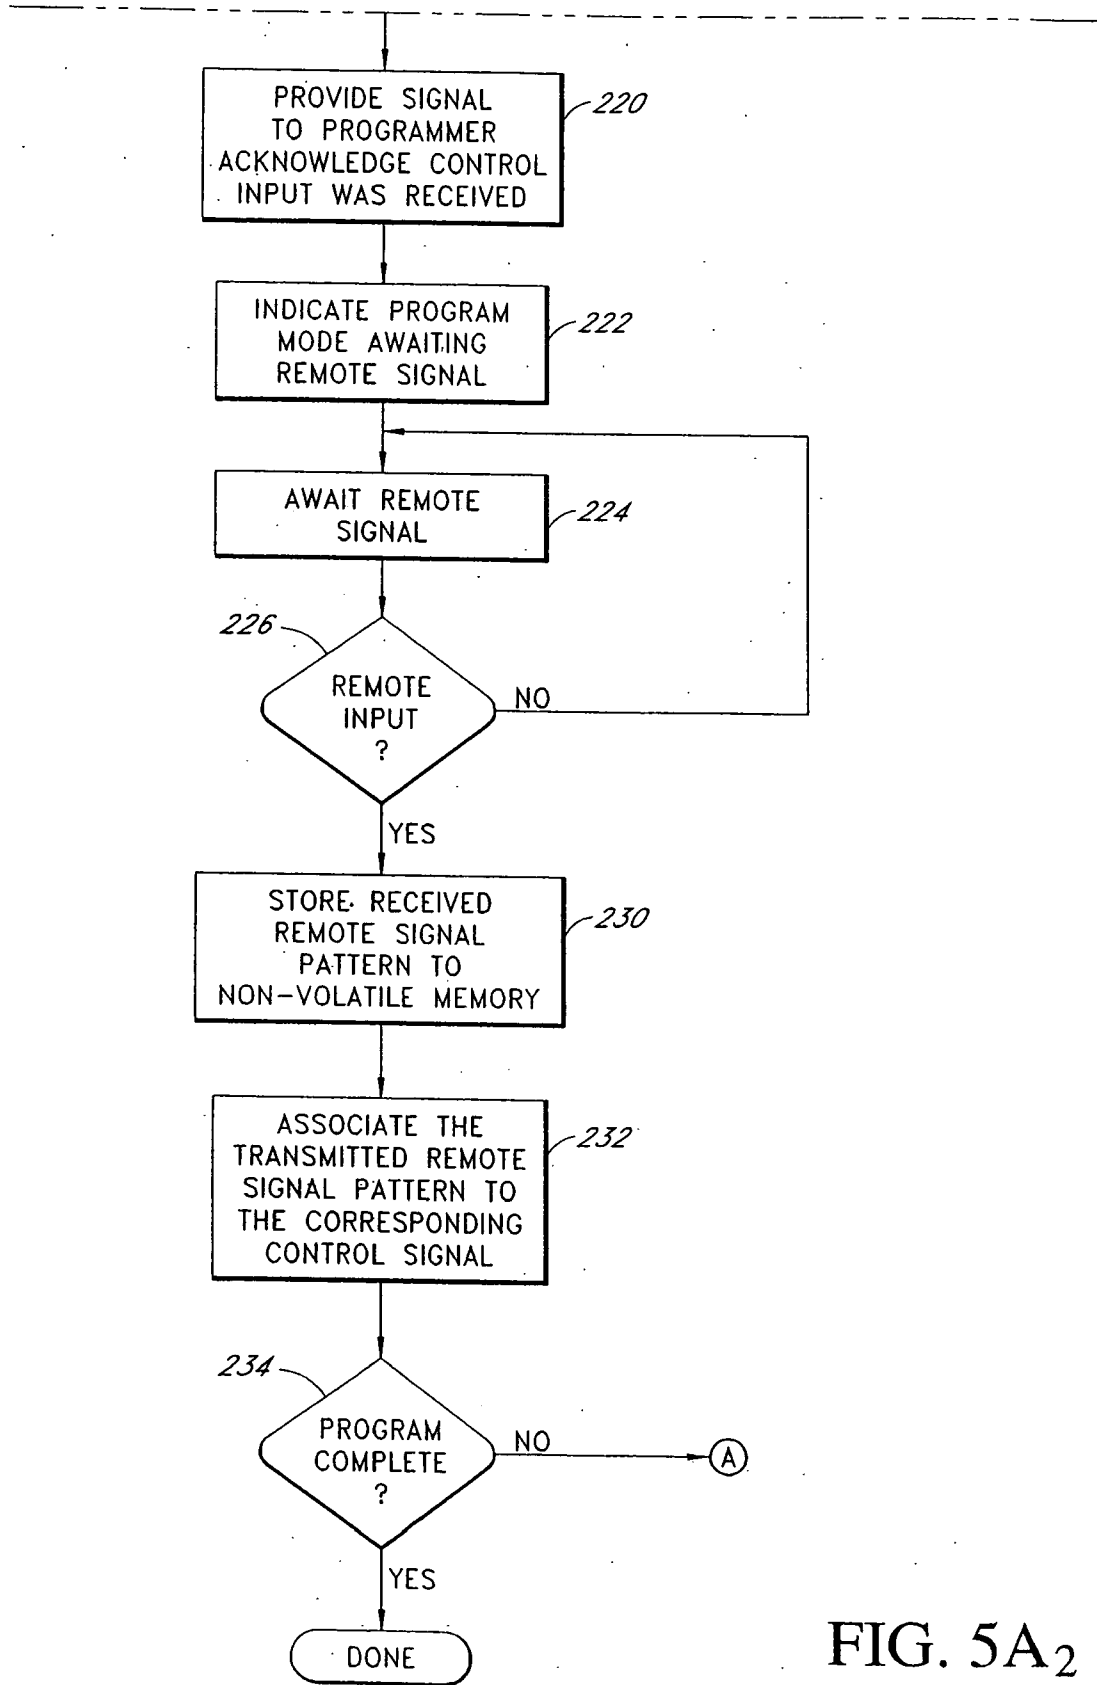 PROVIDE SIGNAL
TO PROGRAMMER
ACKNOWLEDGE CONTROL
INPUT WAS RECEIVED
220
INDICATE PROGRAM
MODE AWAITING
REMOTE SIGNAL
222
AWAIT REMOTE
SIGNAL
224
226
REMOTE
INPUT
?
NO
YES
STORE RECEIVED
REMOTE SIGNAL
PATTERN TO
NON-VOLATILE MEMORY
230
ASSOCIATE THE
TRANSMITTED REMOTE
SIGNAL PATTERN TO
THE CORRESPONDING
CONTROL SIGNAL
232
234
PROGRAM
COMPLETE
?
NO
A
YES
DONE
FIG. 5A2